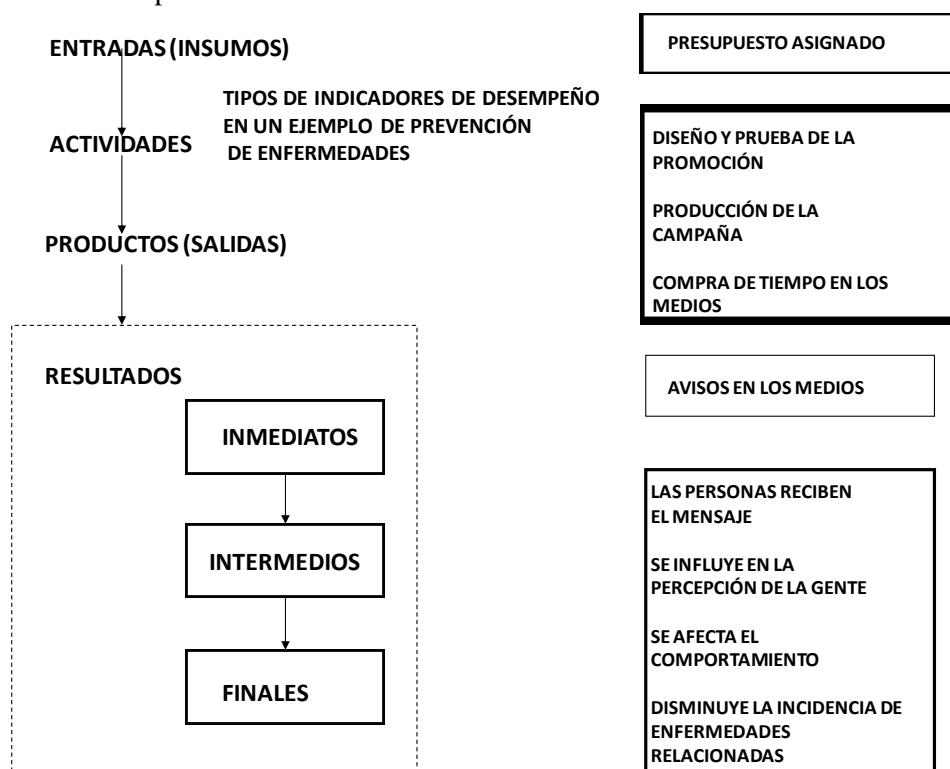 ENTRADAS (INSUMOS)
TIPOS DE INDICADORES DE DESEMPEÑO
EN UN EJEMPLO DE PREVENCIÓN
DE ENFERMEDADES
ACTIVIDADES
PRODUCTOS (SALIDAS)
RESULTADOS
INMEDIATOS
INTERMEDIOS
FINALES
PRESUPUESTO ASIGNADO
DISEÑO Y PRUEBA DE LA
PROMOCIÓN
PRODUCCIÓN DE LA
CAMPAÑA
COMPRA DE TIEMPO EN LOS
MEDIOS
AVISOS EN LOS MEDIOS
LAS PERSONAS RECIBEN
EL MENSAJE
SE INFLUYE EN LA
PERCEPCIÓN DE LA GENTE
SE AFECTA EL
COMPORTAMIENTO
DISMINUYE LA INCIDENCIA DE
ENFERMEDADES
RELACIONADAS